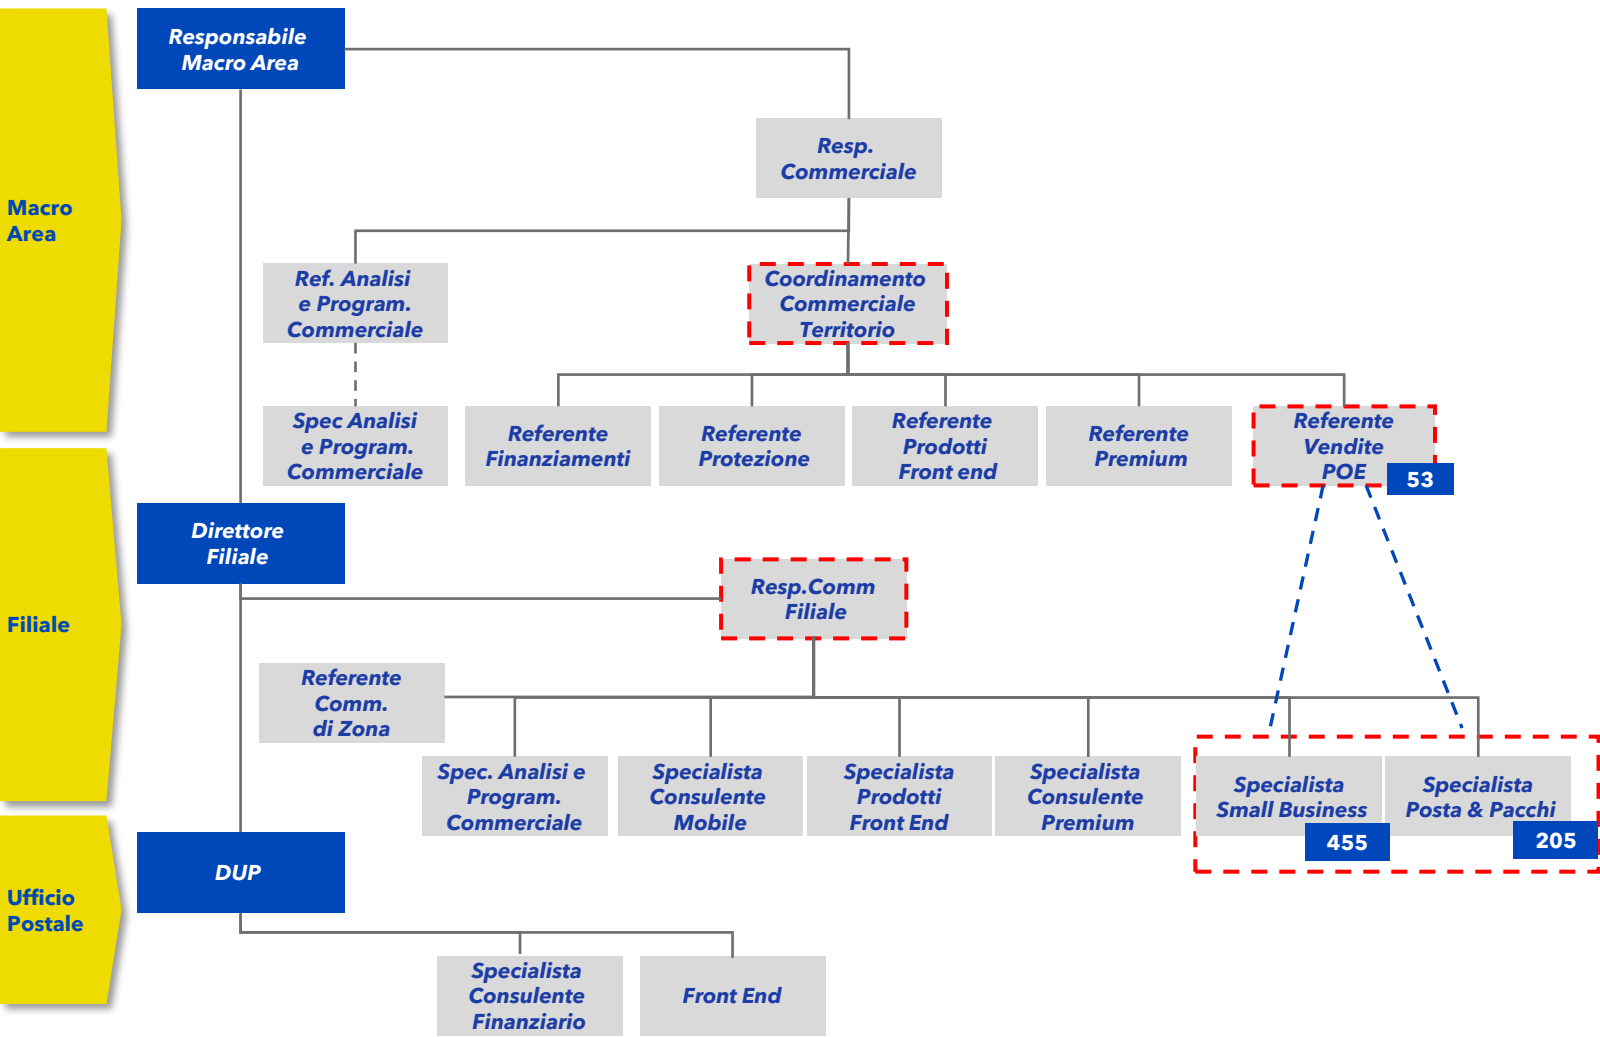 Responsabile
Macro Area
Resp.
Commerciale
Macro
Area
Ref. Analisi
e Program.
Commerciale
Coordinamento
Commerciale
Territorio
Spec Analisi
e Program.
Commerciale
Referente
Finanziamenti
Referente
Protezione
Referente
Prodotti
Front end
Referente
Premium
Referente
Vendite
POE
53
Direttore
Filiale
Filiale
Resp.Comm
Filiale
Referente
Comm.
di Zona
Spec. Analisi e
Program.
Commerciale
Specialista
Consulente
Mobile
Specialista
Prodotti
Front End
Specialista
Consulente
Premium
Specialista
Small Business
455
Specialista
Posta & Pacchi
205
DUP
Ufficio
Postale
Specialista
Consulente
Finanziario
Front End